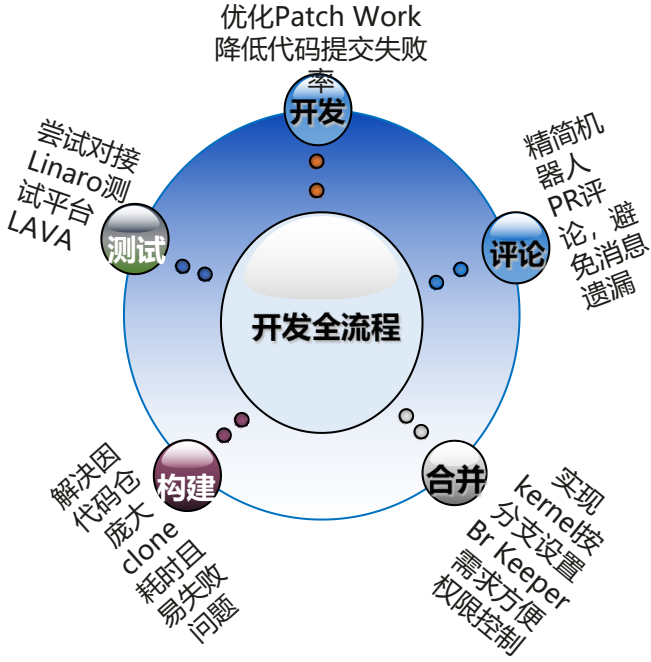 优化Patch Work
降低代码提交失败
率
开发
精简机
器人
PR评
论，避
免消息
遗漏
评论
尝试对接
Linaro测
试平台
LAVA
测试
开发全流程
解决因
代码仓
庞大
clone
耗时且
易失败
问题
构建
合并
实现
kernel按
分支设置
Br Keeper
需求方便
权限控制